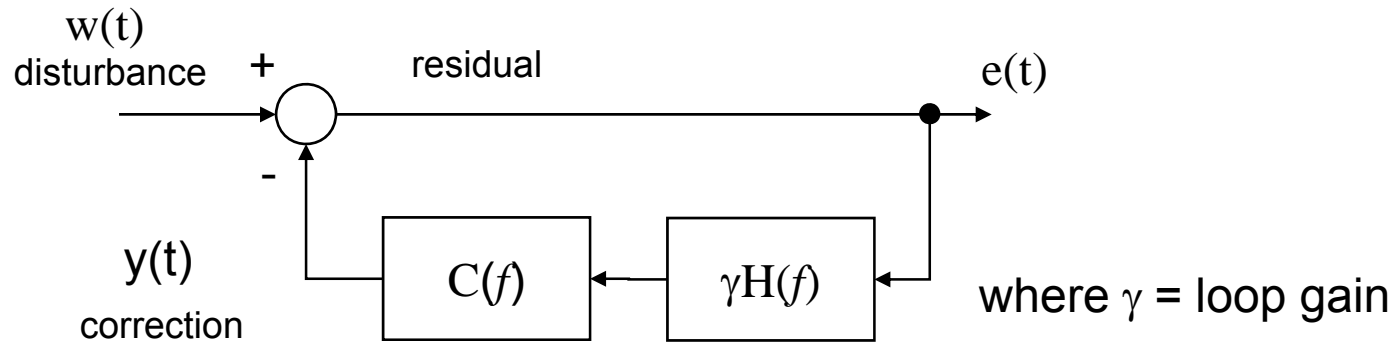 w(t)
disturbance
+
residual
e(t)
-
y(t)
correction
C(f)
γH(f)
where γ = loop gain